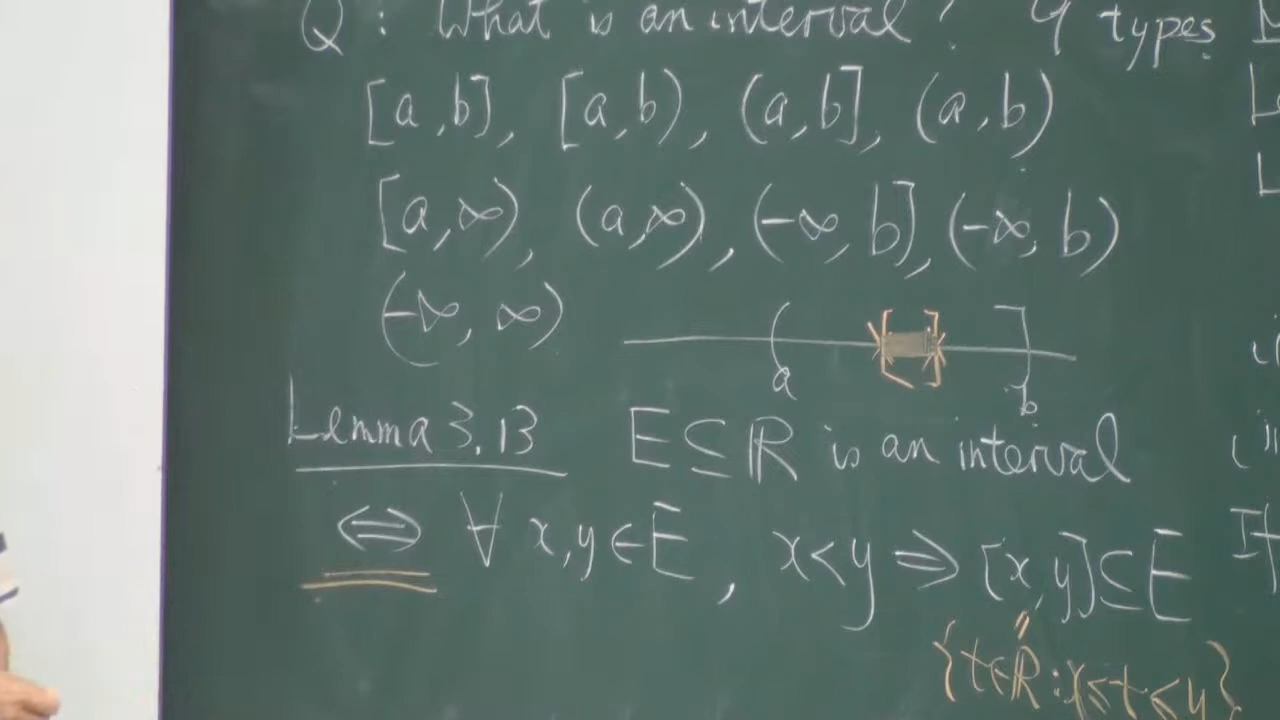 Q : What is an interval ? 9 types
[a,b], [a,b), (a,b], (a,b)
[a,∞), (a,∞), (-∞,b], (-∞,b)
(-∞,∞)
a b
Lemma 3.13 E⊆ℝ is an interval
⇔ ∀ x,y∈E, x<y ⇒ [x,y]⊆E
{t∈ℝ:x≤t≤y}